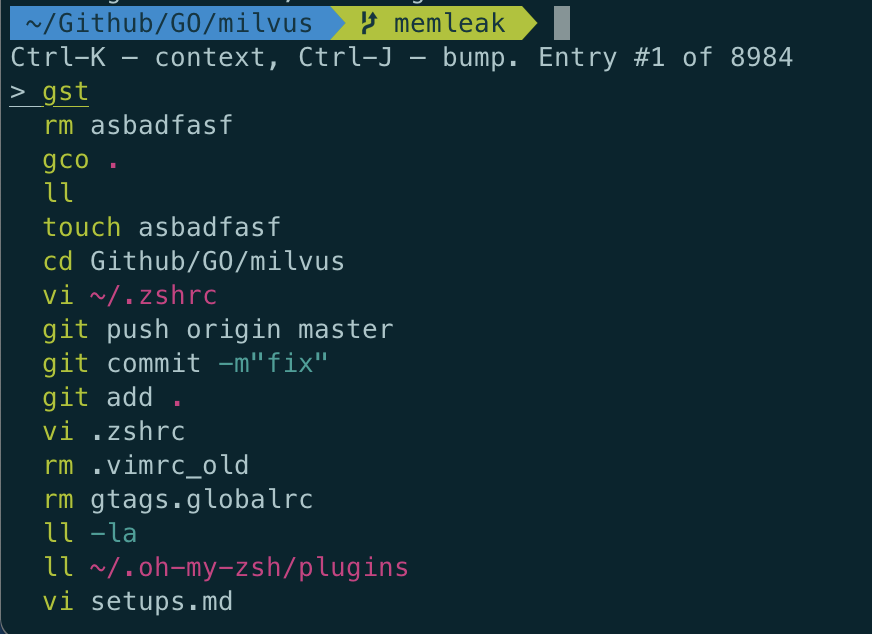 ~/Github/GO/milvus memleak
Ctrl-K – context, Ctrl-J – bump. Entry #1 of 8984
> gst
rm asbadfasf
gco .
ll
touch asbadfasf
cd Github/GO/milvus
vi ~/.zshrc
git push origin master
git commit -m"fix"
git add .
vi .zshrc
rm .vimrc_old
rm gtags.globalrc
ll -la
ll ~/.oh-my-zsh/plugins
vi setups.md